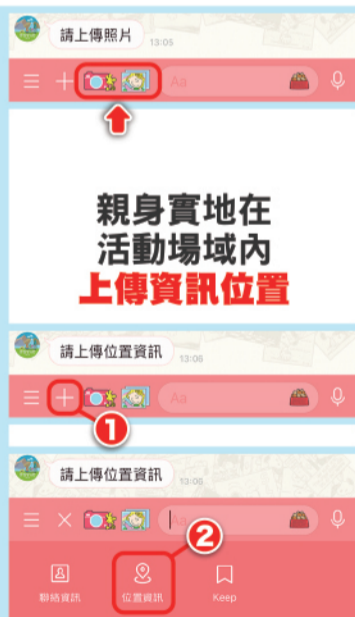 請上傳照片
13:05
Aa
親身實地在
活動場域內
上傳資訊位置
請上傳位置資訊
13:06
Aa
1
請上傳位置資訊
2
聯絡資訊
位置資訊
Keep